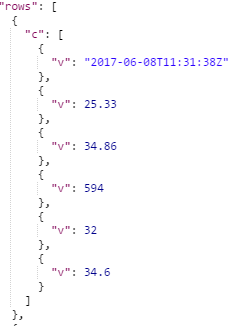 "rows": [
{
"c": [
{
"v": "2017-06-08T11:31:38Z"
},
{
"v": 25.33
},
{
"v": 34.86
},
{
"v": 594
},
{
"v": 32
},
{
"v": 34.6
}
]
},